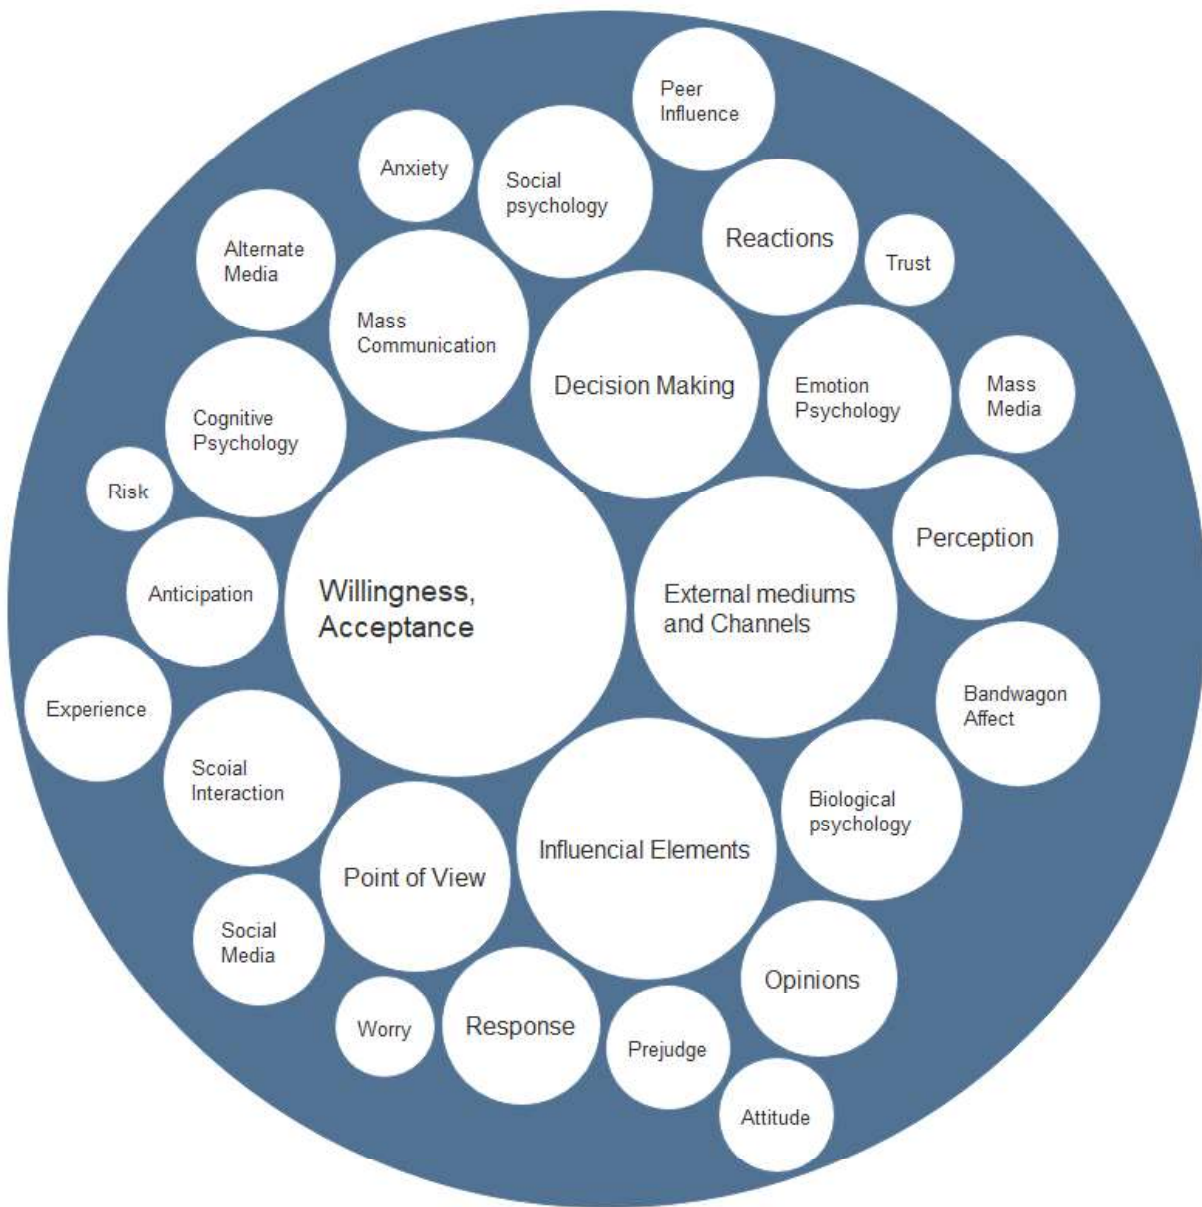 Peer
Influence
Anxiety
Social
psychology
Reactions
Alternate
Media
Trust
Mass
Communication
Decision Making
Emotion
Psychology
Mass
Media
Cognitive
Psychology
Risk
Perception
Anticipation
Willingness,
Acceptance
External mediums
and Channels
Experience
Bandwagon
Affect
Scoial
Interaction
Biological
psychology
Influencial Elements
Point of View
Social
Media
Opinions
Worry
Response
Prejudge
Attitude